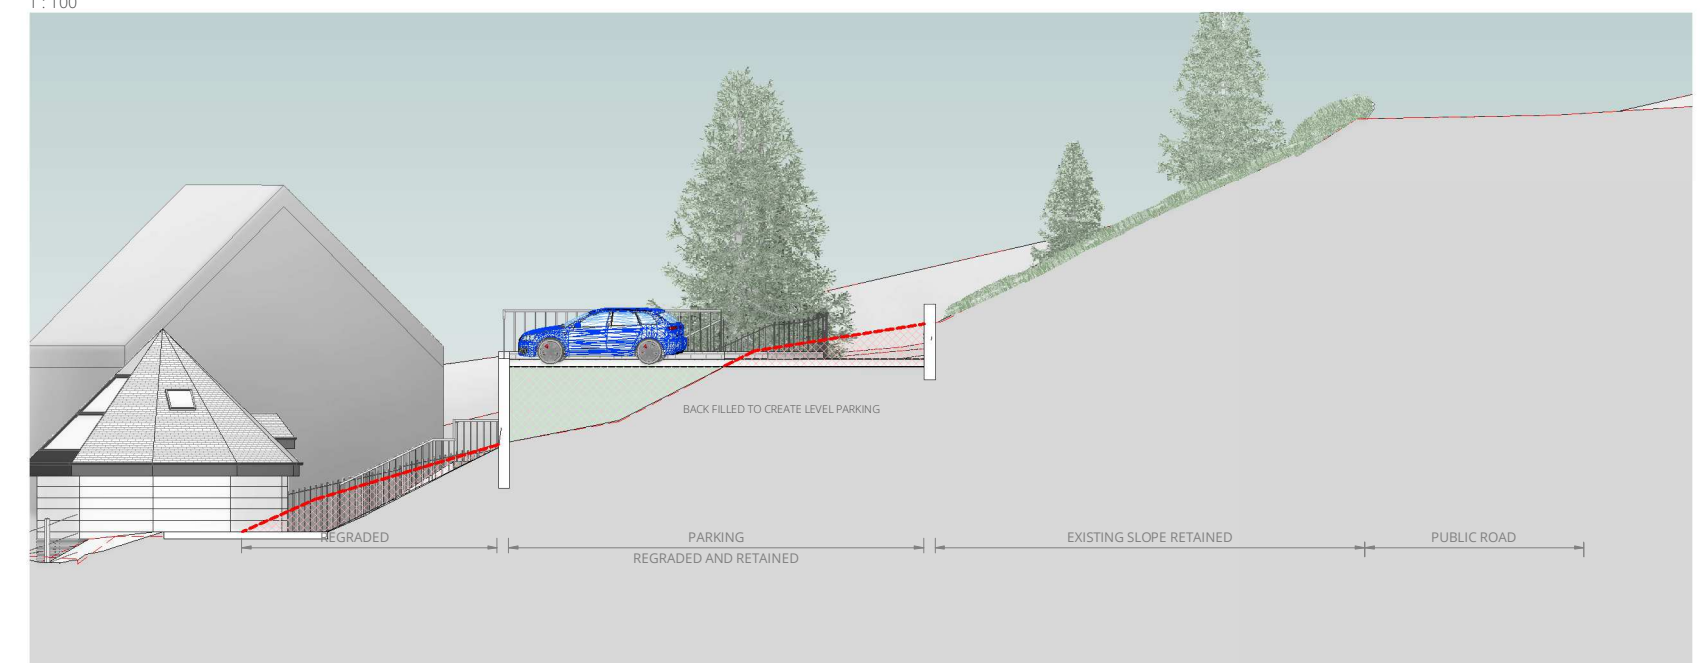 1 : 100
BACK FILLED TO CREATE LEVEL PARKING
REGRADED
PARKING
EXISTING SLOPE RETAINED
PUBLIC ROAD
REGRADED AND RETAINED